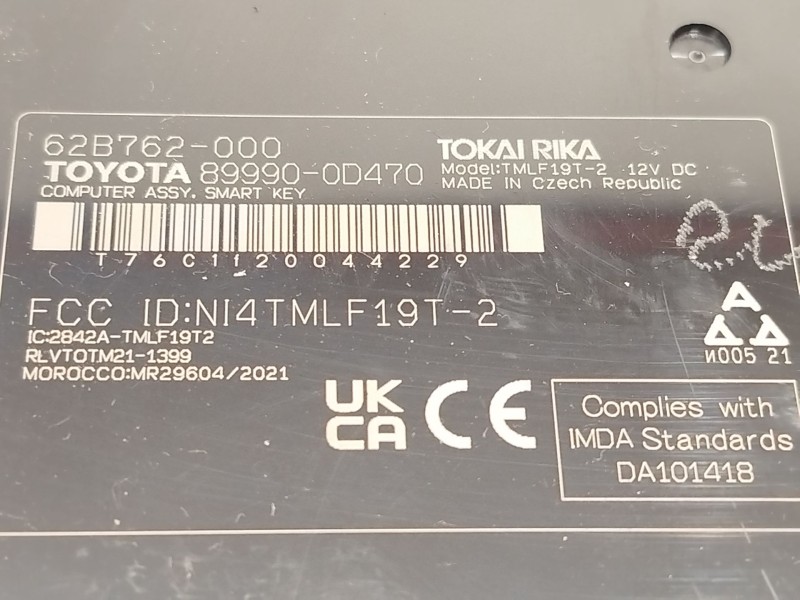 62B762-000
TOYOTA 89990-0D470
COMPUTER ASSY. SMART KEY
TOKAI RIKA
Model:TMLF19T-2 12V DC
MADE IN Czech Republic
T76C1f20044229
FCC ID:NI4TMLF19T-2
IC:2842A-TMLF19T2
RLVTOTM21-1399
MOROCCO:MR29604/2021
UK
CA
CE
A
И005 21
Complies with
IMDA Standards
DA101418